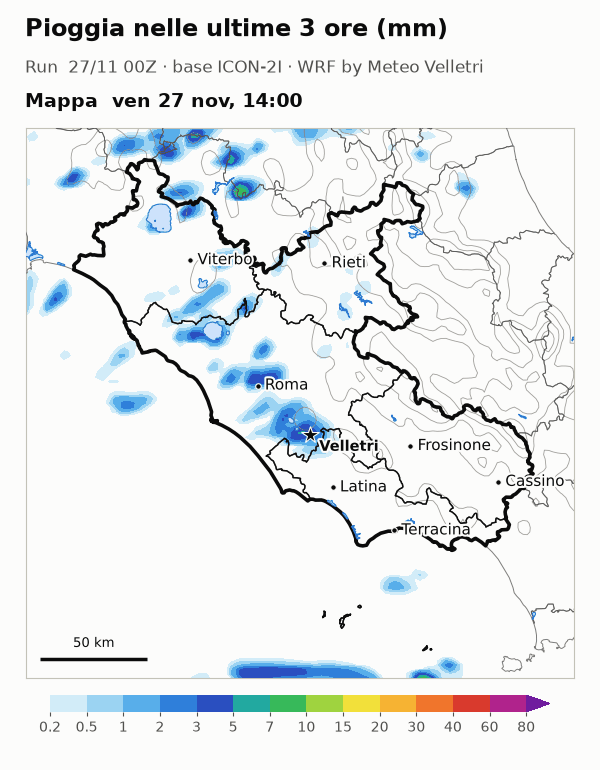 Pioggia nelle ultime 3 ore (mm)
Run 27/11 00Z · base ICON-2I · WRF by Meteo Velletri
Mappa ven 27 nov, 14:00
Viterbo
Rieti
Roma
Velletri
Frosinone
Latina
Cassino
Terracina
50 km
0.2 0.5 1 2 3 5 7 10 15 20 30 40 60 80